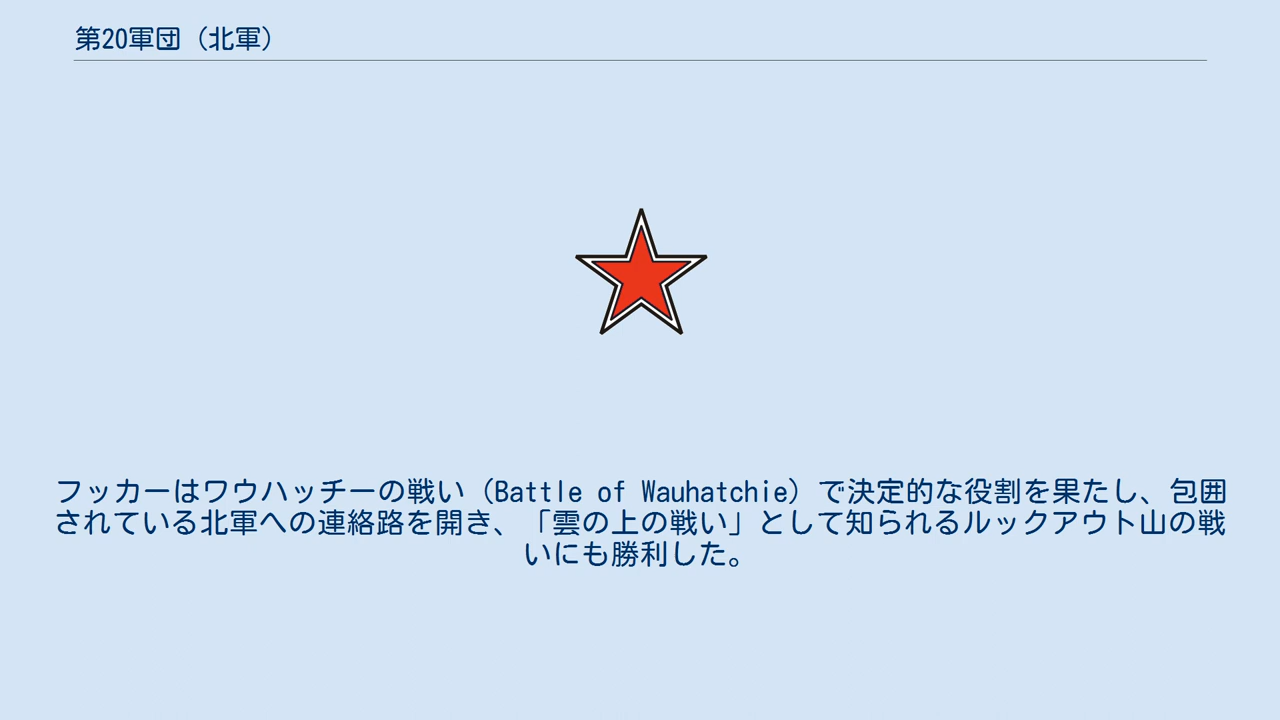 第20軍団（北軍）
フッカーはワウハッチーの戦い（Battle of Wauhatchie）で決定的な役割を果たし、包囲
されている北軍への連絡路を開き、「雲の上の戦い」として知られるルックアウト山の戦
いにも勝利した。